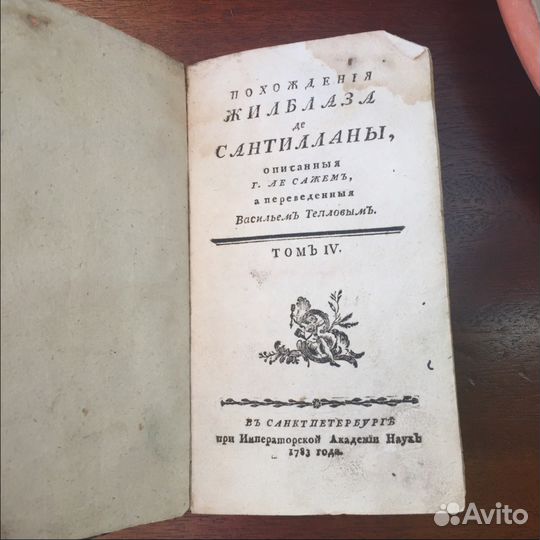 ПОХОЖДЕНІЯ
ЖИЛБЛАЗА
де
САНТИЛЛАНЫ,
описанныя
Г. ЛЕ САЖЕМЪ,
а переведенныя
Васильемъ Тепловымъ.
ТОМЪ IV.
ВЪ САНКТПЕТЕРБУРГѢ
при Императорской Академіи Наукъ
1783 года.
Avito